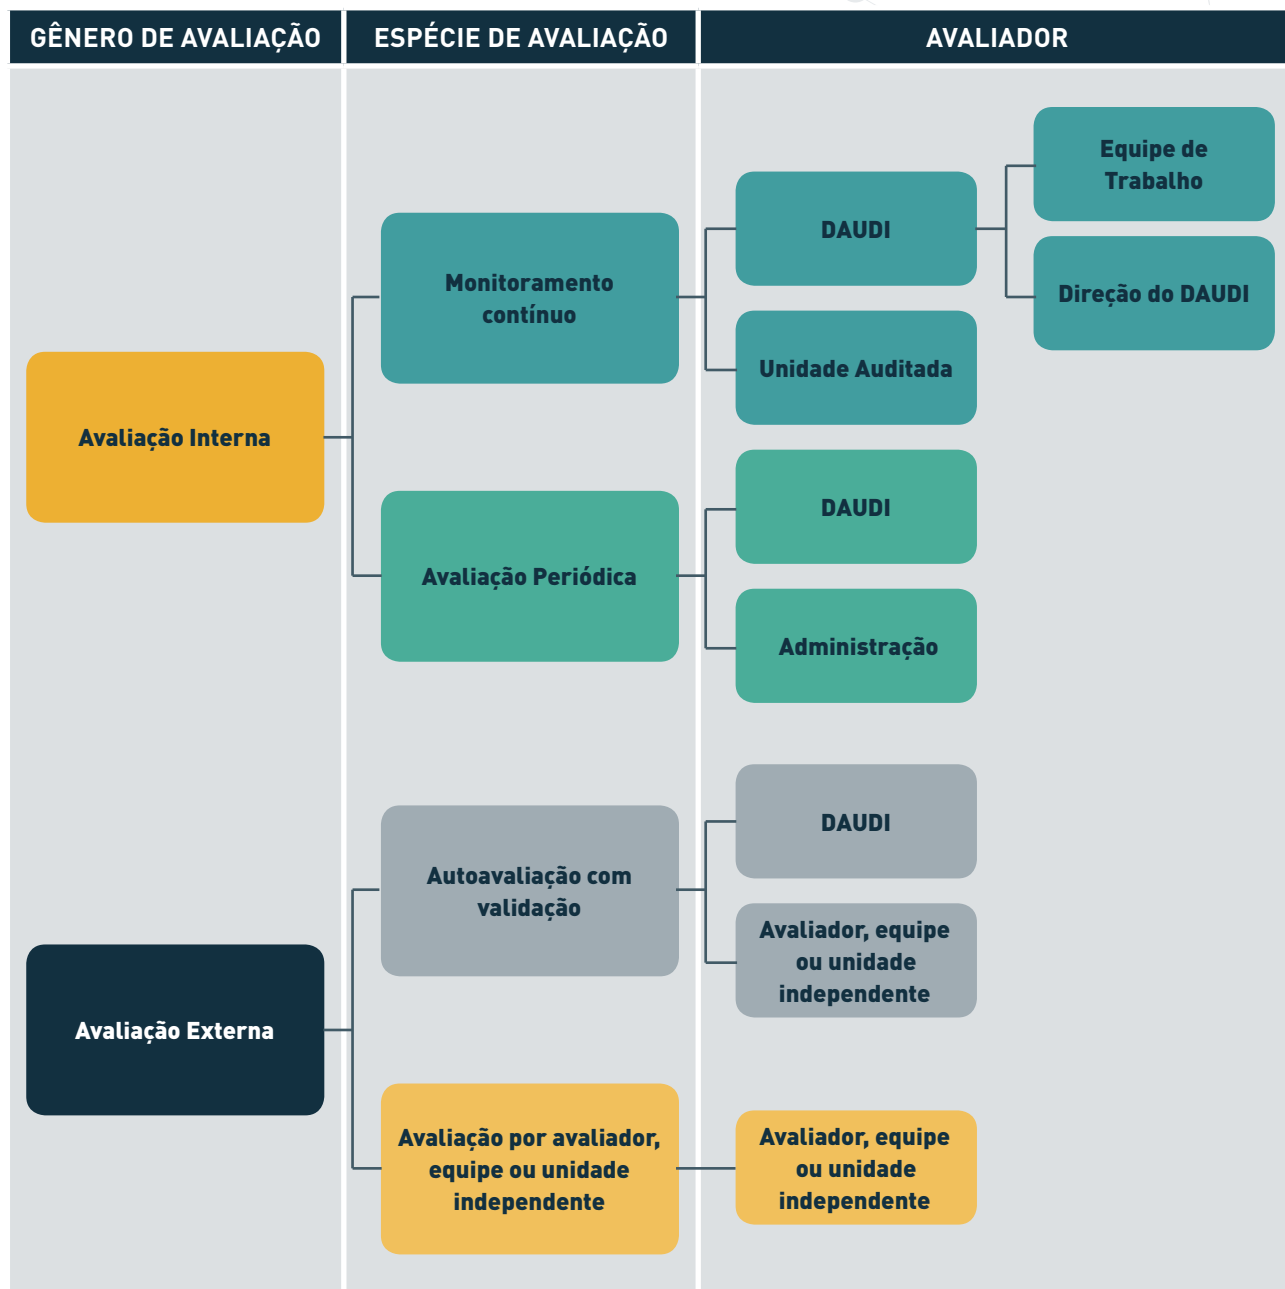 GÊNERO DE AVALIAÇÃO
ESPÉCIE DE AVALIAÇÃO
AVALIADOR
Avaliação Interna
Monitoramento
contínuo
DAUDI
Equipe de
Trabalho
Direção do DAUDI
Unidade Auditada
Avaliação Periódica
DAUDI
Administração
Avaliação Externa
Autoavaliação com
validação
DAUDI
Avaliador, equipe
ou unidade
independente
Avaliação por avaliador,
equipe ou unidade
independente
Avaliador, equipe
ou unidade
independente